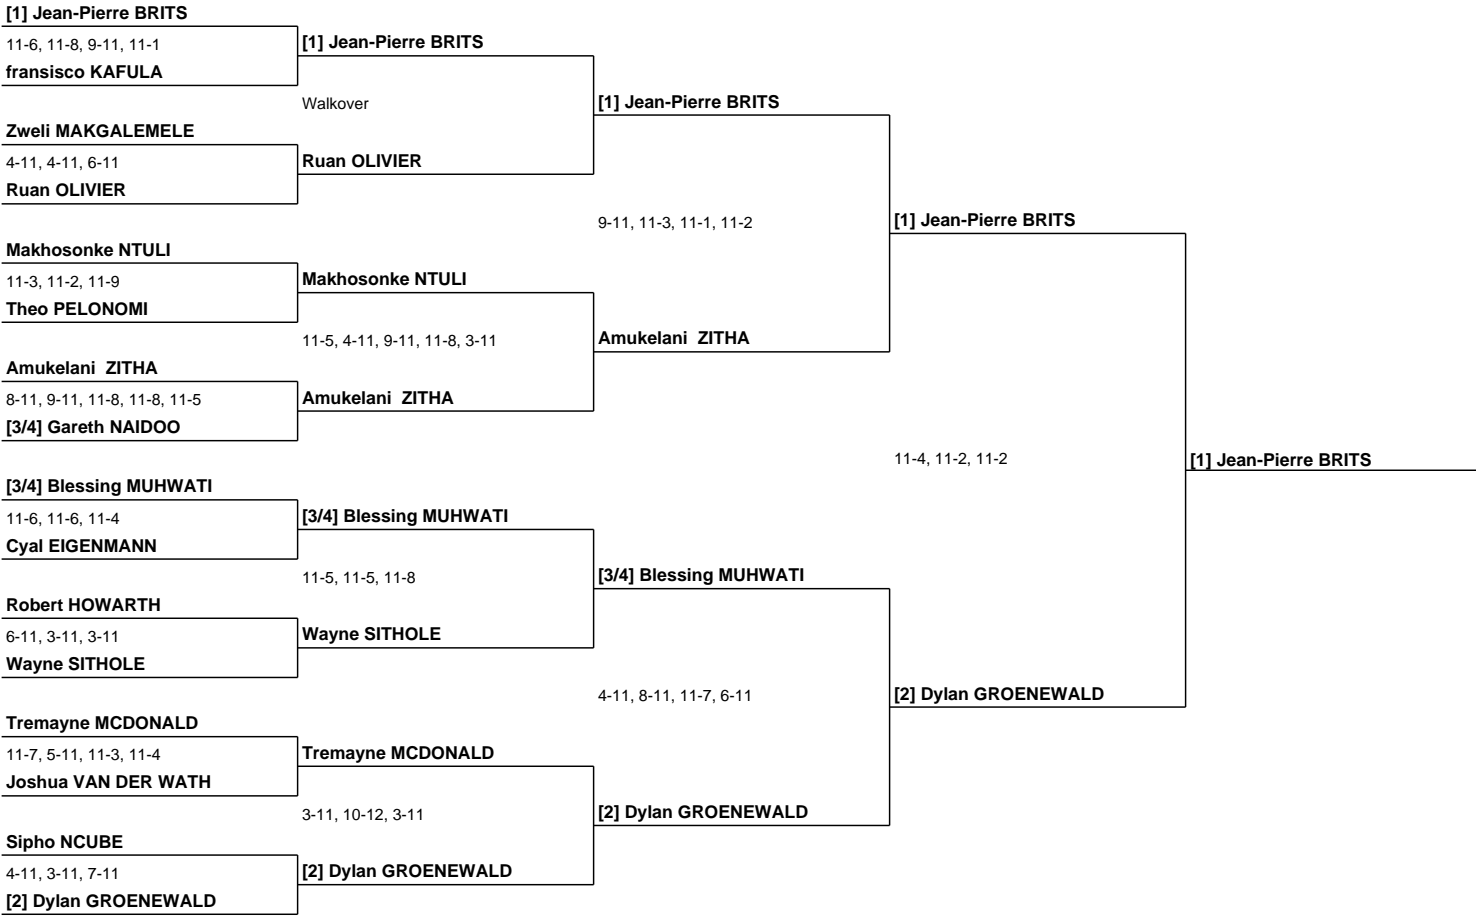 [1] Jean-Pierre BRITS
11-6, 11-8, 9-11, 11-1
fransisco KAFULA
Zweli MAKGALEMELE
4-11, 4-11, 6-11
Ruan OLIVIER
Makhosonke NTULI
11-3, 11-2, 11-9
Theo PELONOMI
Amukelani  ZITHA
8-11, 9-11, 11-8, 11-8, 11-5
[3/4] Gareth NAIDOO
[3/4] Blessing MUHWATI
11-6, 11-6, 11-4
Cyal EIGENMANN
Robert HOWARTH
6-11, 3-11, 3-11
Wayne SITHOLE
Tremayne MCDONALD
11-7, 5-11, 11-3, 11-4
Joshua VAN DER WATH
Sipho NCUBE
4-11, 3-11, 7-11
[2] Dylan GROENEWALD
[1] Jean-Pierre BRITS
Walkover
Ruan OLIVIER
Makhosonke NTULI
11-5, 4-11, 9-11, 11-8, 3-11
Amukelani  ZITHA
[3/4] Blessing MUHWATI
11-5, 11-5, 11-8
Wayne SITHOLE
Tremayne MCDONALD
3-11, 10-12, 3-11
[2] Dylan GROENEWALD
[1] Jean-Pierre BRITS
9-11, 11-3, 11-1, 11-2
Amukelani  ZITHA
[3/4] Blessing MUHWATI
4-11, 8-11, 11-7, 6-11
[2] Dylan GROENEWALD
[1] Jean-Pierre BRITS
11-4, 11-2, 11-2
[2] Dylan GROENEWALD
[1] Jean-Pierre BRITS